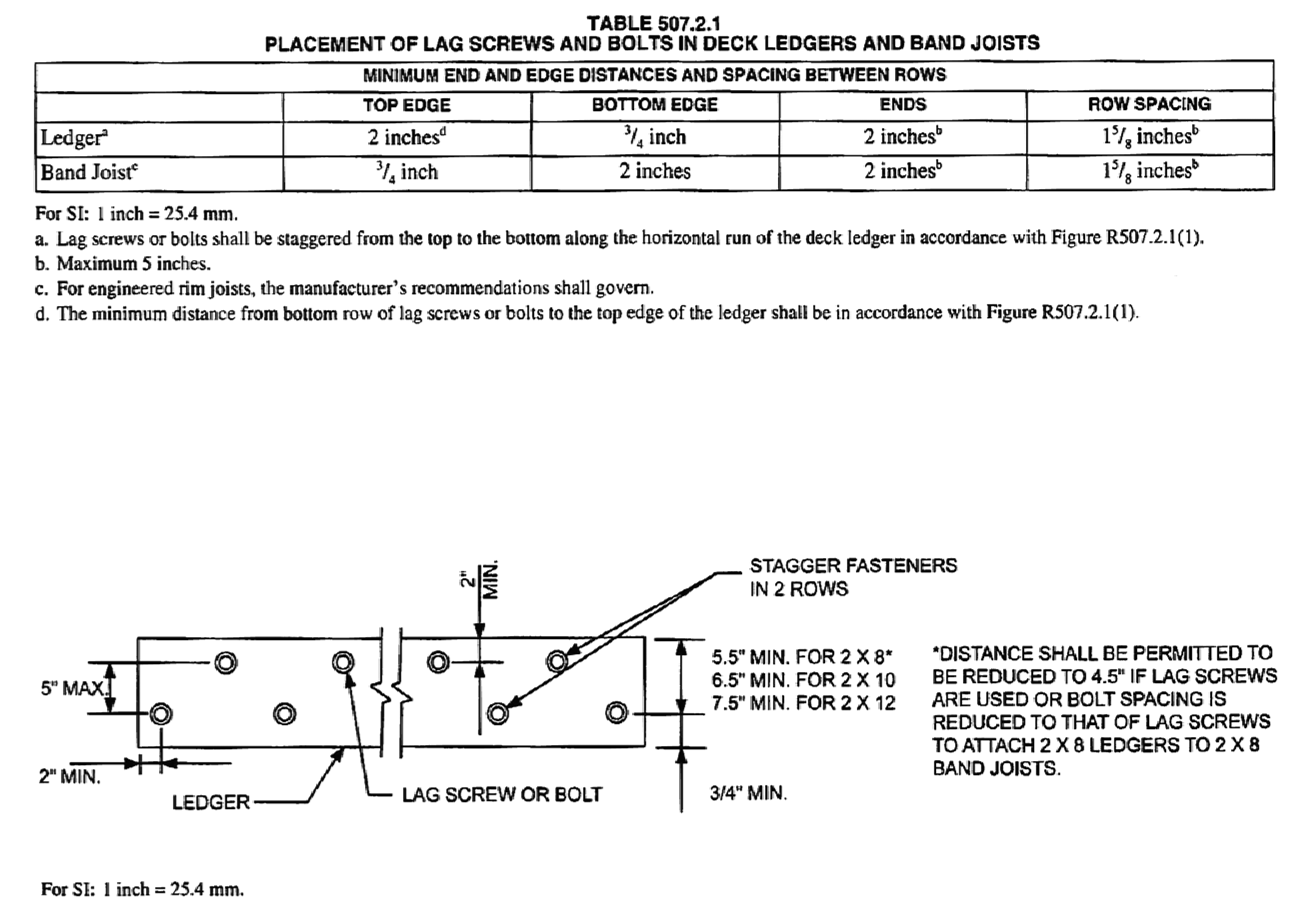 TABLE 507.2.1
PLACEMENT OF LAG SCREWS AND BOLTS IN DECK LEDGERS AND BAND JOISTS
MINIMUM END AND EDGE DISTANCES AND SPACING BETWEEN ROWS
TOP EDGE BOTTOM EDGE ENDS ROW SPACING
Ledgerᵃ 2 inchesᵈ 3/4 inch 2 inchesᵇ 1 5/8 inchesᵇ
Band Joistᶜ 3/4 inch 2 inches 2 inchesᵇ 1 5/8 inchesᵇ
For SI: 1 inch = 25.4 mm.
a. Lag screws or bolts shall be staggered from the top to the bottom along the horizontal run of the deck ledger in accordance with Figure R507.2.1(1).
b. Maximum 5 inches.
c. For engineered rim joists, the manufacturer's recommendations shall govern.
d. The minimum distance from bottom row of lag screws or bolts to the top edge of the ledger shall be in accordance with Figure R507.2.1(1).
2" MIN.
STAGGER FASTENERS
IN 2 ROWS
5" MAX.
5.5" MIN. FOR 2 X 8*
6.5" MIN. FOR 2 X 10
7.5" MIN. FOR 2 X 12
*DISTANCE SHALL BE PERMITTED TO
BE REDUCED TO 4.5" IF LAG SCREWS
ARE USED OR BOLT SPACING IS
REDUCED TO THAT OF LAG SCREWS
TO ATTACH 2 X 8 LEDGERS TO 2 X 8
BAND JOISTS.
2" MIN.
LEDGER
LAG SCREW OR BOLT
3/4" MIN.
For SI: 1 inch = 25.4 mm.